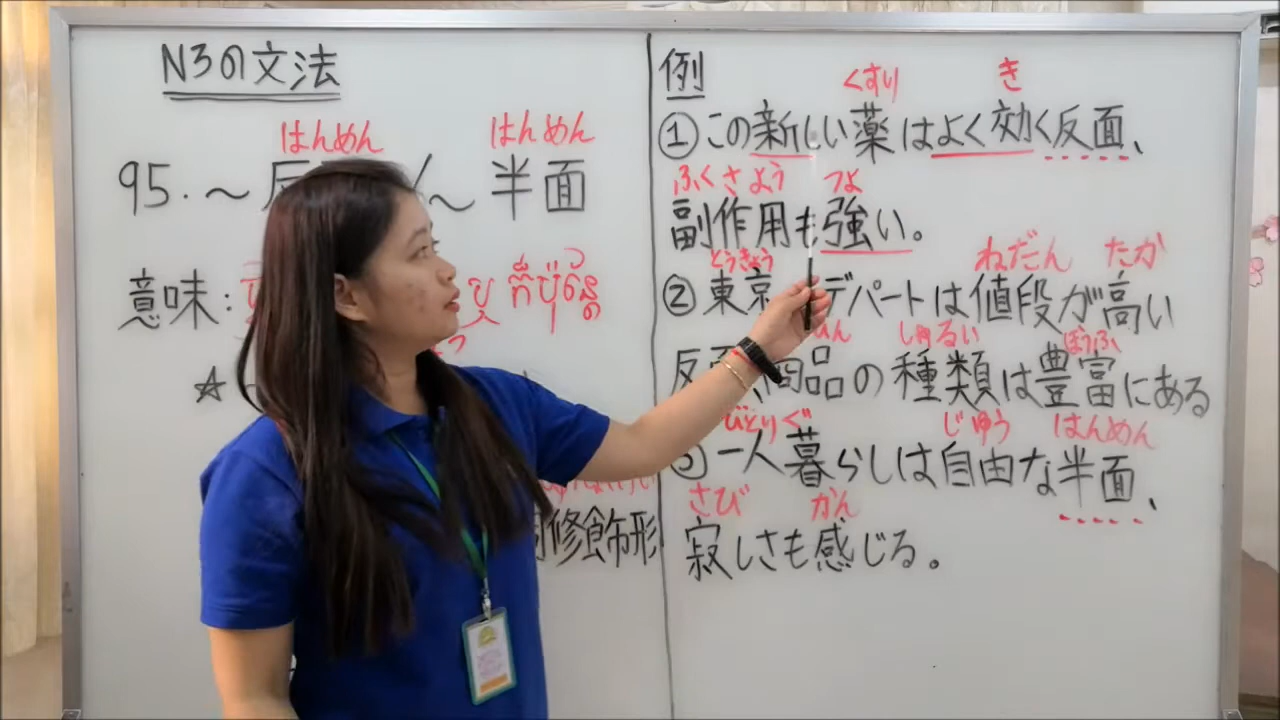 N3の文法
はんめん はんめん
95. ～反 ～半面
意味: ឬ ក៏ប៉ុន្តែ
☆
修飾形
例
くすり き
①この新しい薬はよく効く反面、
ふくさよう つよ
副作用も強い。
とうきょう ねだん たか
②東京 デパートは値段が高い
ひん しゅるい ほうふ
反 品の種類は豊富にある
ひとりぐ じゆう はんめん
一人暮らしは自由な半面、
さび かん
寂しさも感じる。